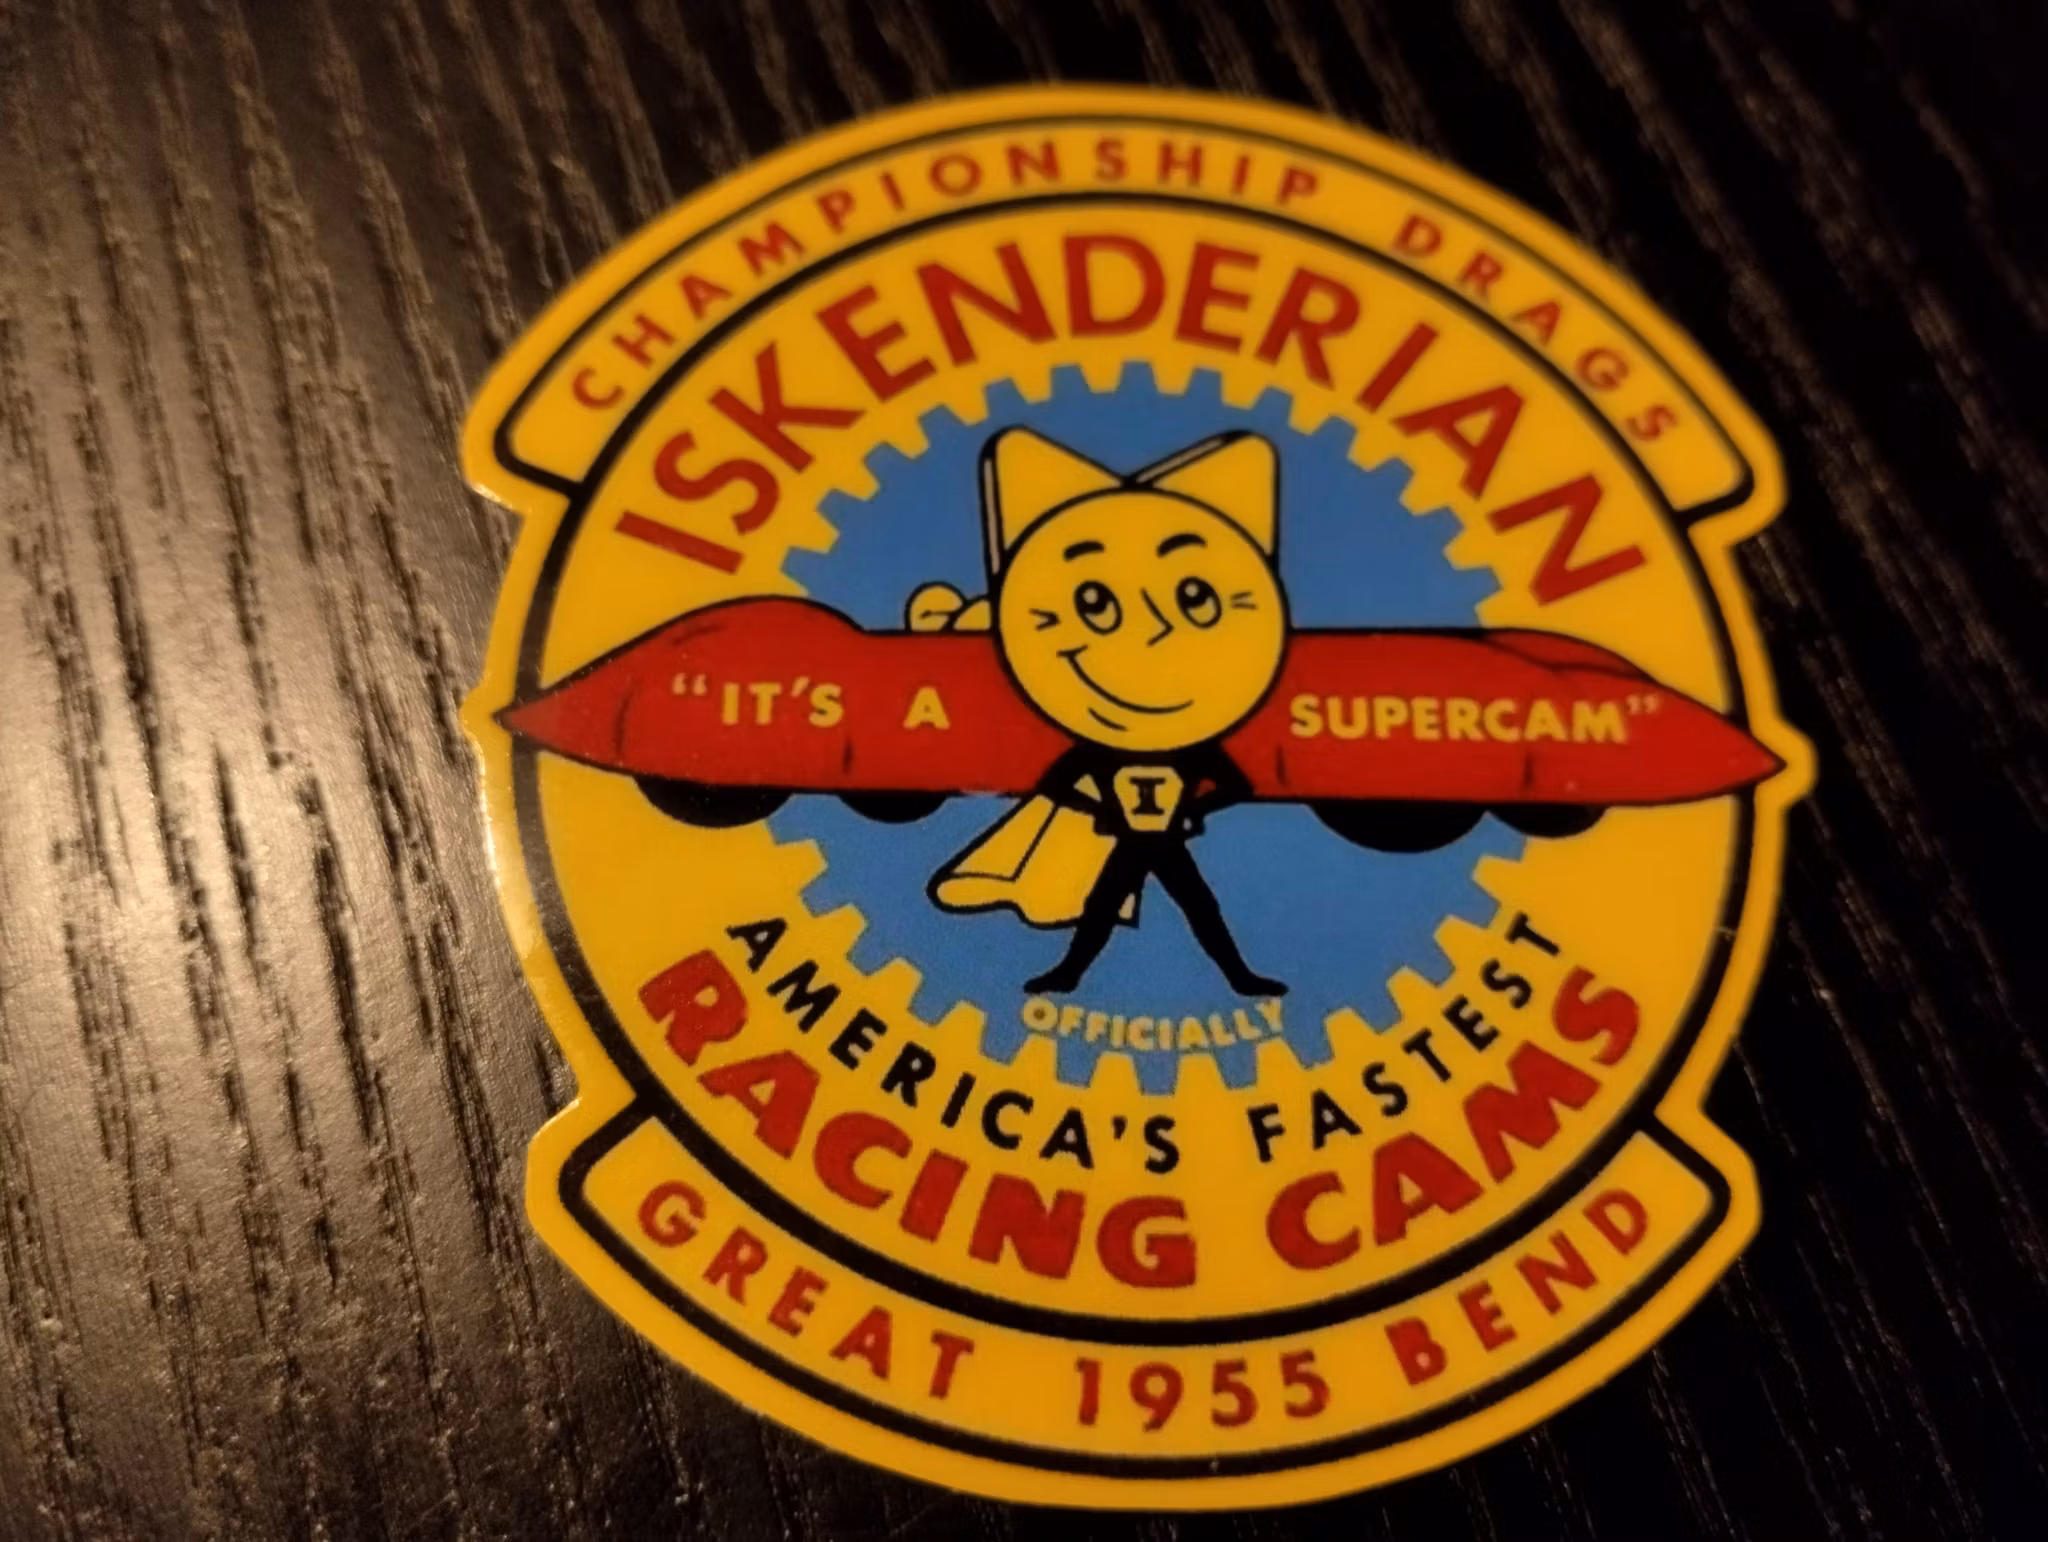 CHAMPIONSHIP DRAGS
ISKENDERIAN
"IT'S A SUPERCAM"
I
OFFICIALLY
AMERICA'S FASTEST
RACING CAMS
GREAT 1955 BEND